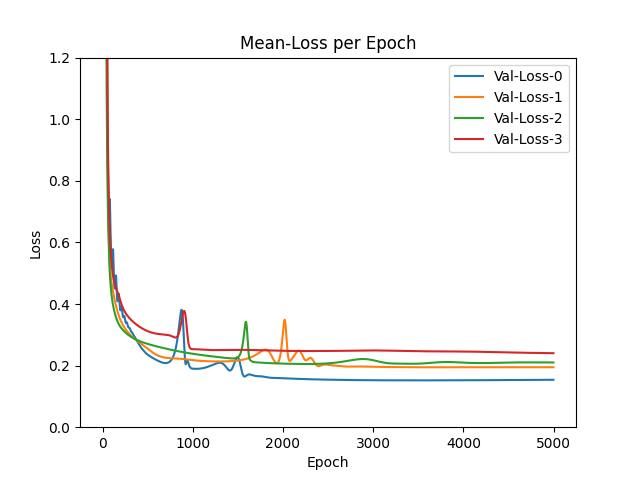 Mean-Loss per Epoch
Val-Loss-0
Val-Loss-1
Val-Loss-2
Val-Loss-3
Loss
1.2
1.0
0.8
0.6
0.4
0.2
0.0
0 1000 2000 3000 4000 5000
Epoch